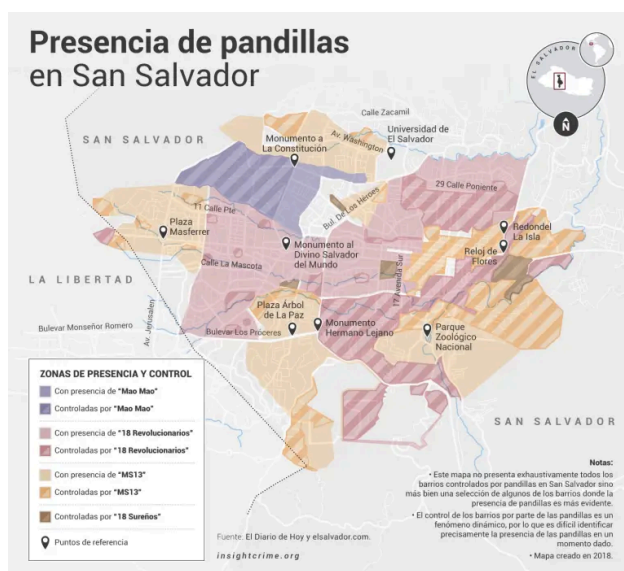 Presencia de pandillas
en San Salvador
EL SALVADOR
N
Calle Zacamil
SAN SALVADOR
Monumento a
La Constitución
Av. Washington
Universidad de
El Salvador
29 Calle Poniente
Bul. De Los Héroes
11 Calle Pte
Plaza
Masferrer
Redondel
La Isla
Monumento al
Divino Salvador
del Mundo
Reloj de
Flores
Calle La Mascota
17 Avenida Sur
LA LIBERTAD
Plaza Árbol
de La Paz
Av. Jerusalen
Bulevar Monseñor Romero
Bulevar Los Próceres
Monumento
Hermano Lejano
Parque
Zoológico
Nacional
ZONAS DE PRESENCIA Y CONTROL
Con presencia de "Mao Mao"
Controladas por "Mao Mao"
Con presencia de "18 Revolucionarios"
Controladas por "18 Revolucionarios"
Con presencia de "MS13"
Controladas por "MS13"
Controladas por "18 Sureños"
Puntos de referencia
SAN SALVADOR
Notas:
• Este mapa no presenta exhaustivamente todos los
barrios controlados por pandillas en San Salvador sino
más bien una selección de algunos de los barrios donde la
presencia de pandillas es más evidente.
• El control de los barrios por parte de las pandillas es un
fenómeno dinámico, por lo que es difícil identificar
precisamente la presencia de las pandillas en un
momento dado.
• Mapa creado en 2018.
Fuente: El Diario de Hoy y elsalvador.com.
insightcrime.org